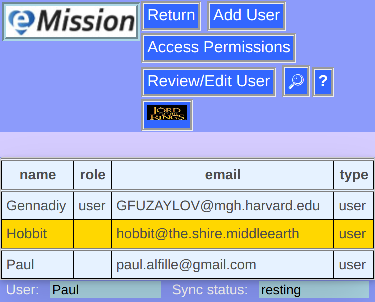 eMission
Return Add User
Access Permissions
Review/Edit User ?
THE LORD OF THE RINGS
name role email type
Gennadiy user GFUZAYLOV@mgh.harvard.edu user
Hobbit hobbit@the.shire.middleearth user
Paul paul.alfille@gmail.com user
User: Paul Sync status: resting